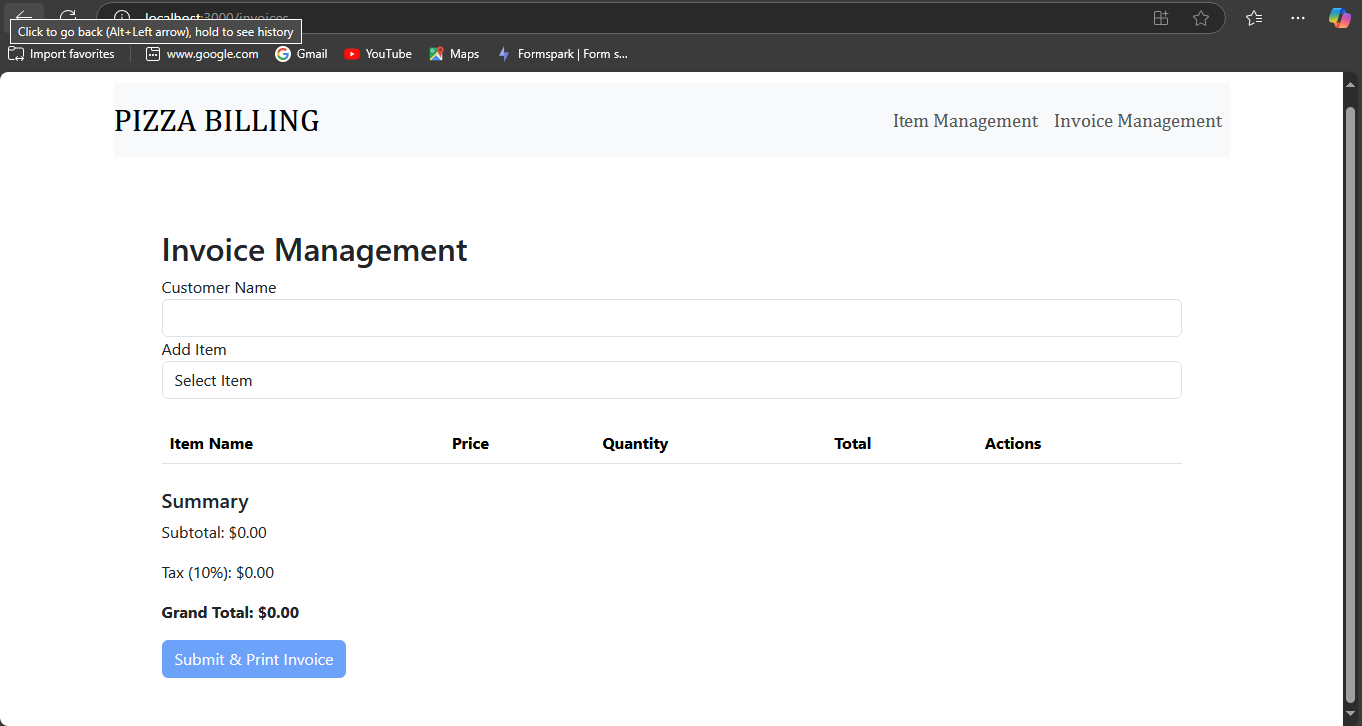 localhost:3000/invoices
Click to go back (Alt+Left arrow), hold to see history
Import favorites www.google.com Gmail YouTube Maps Formspark | Form s...
PIZZA BILLING Item Management Invoice Management
Invoice Management
Customer Name
Add Item
Select Item
Item Name Price Quantity Total Actions
Summary
Subtotal: $0.00
Tax (10%): $0.00
Grand Total: $0.00
Submit & Print Invoice